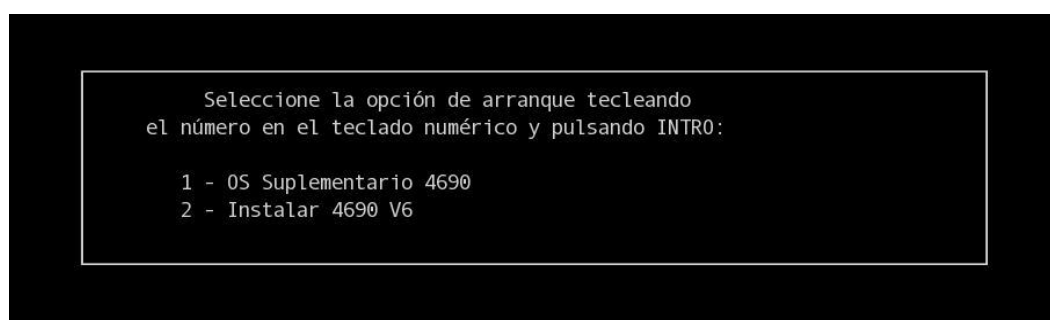 Seleccione la opción de arranque tecleando
el número en el teclado numérico y pulsando INTRO:
1 - OS Suplementario 4690
2 - Instalar 4690 V6